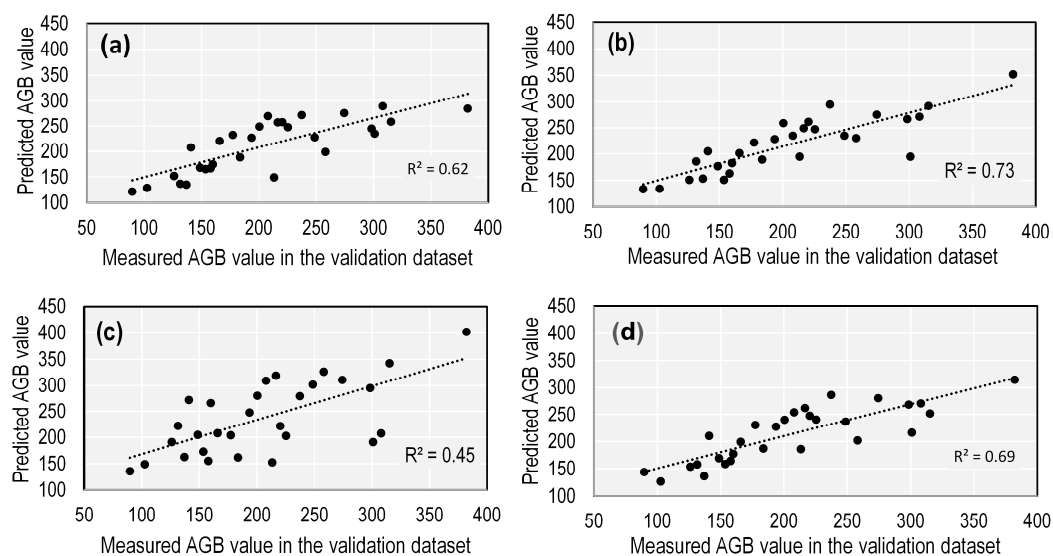 (a)
Predicted AGB value
450
400
350
300
250
200
150
100
R² = 0.62
50 100 150 200 250 300 350 400
Measured AGB value in the validation dataset
(b)
Predicted AGB value
450
400
350
300
250
200
150
100
R² = 0.73
50 100 150 200 250 300 350 400
Measured AGB value in the validation dataset
(c)
Predicted AGB value
450
400
350
300
250
200
150
100
R² = 0.45
50 100 150 200 250 300 350 400
Measured AGB value in the validation dataset
(d)
Predicted AGB value
450
400
350
300
250
200
150
100
R² = 0.69
50 100 150 200 250 300 350 400
Measured AGB value in the validation dataset